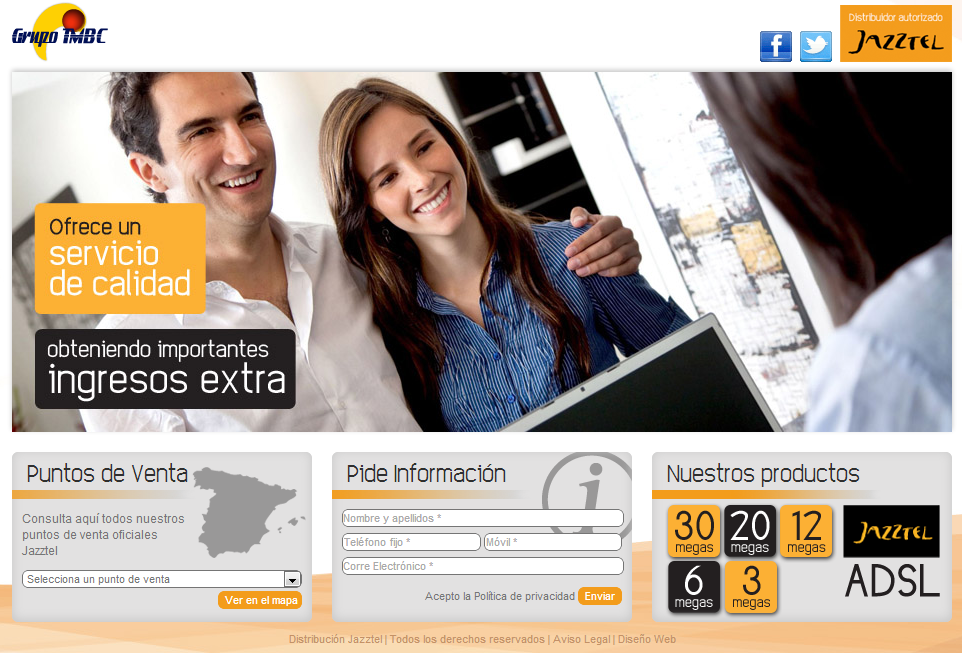 Grupo IMBC
Distribuidor autorizado
JAZZTEL
Ofrece un
servicio
de calidad
obteniendo importantes
ingresos extra
Puntos de Venta
Consulta aquí todos nuestros
puntos de venta oficiales
Jazztel
Selecciona un punto de venta
Ver en el mapa
Pide Información
Nombre y apellidos *
Teléfono fijo * Móvil *
Corre Electrónico *
Acepto la Política de privacidad Enviar
Nuestros productos
30 megas
20 megas
12 megas
6 megas
3 megas
JAZZTEL
ADSL
Distribución Jazztel | Todos los derechos reservados | Aviso Legal | Diseño Web